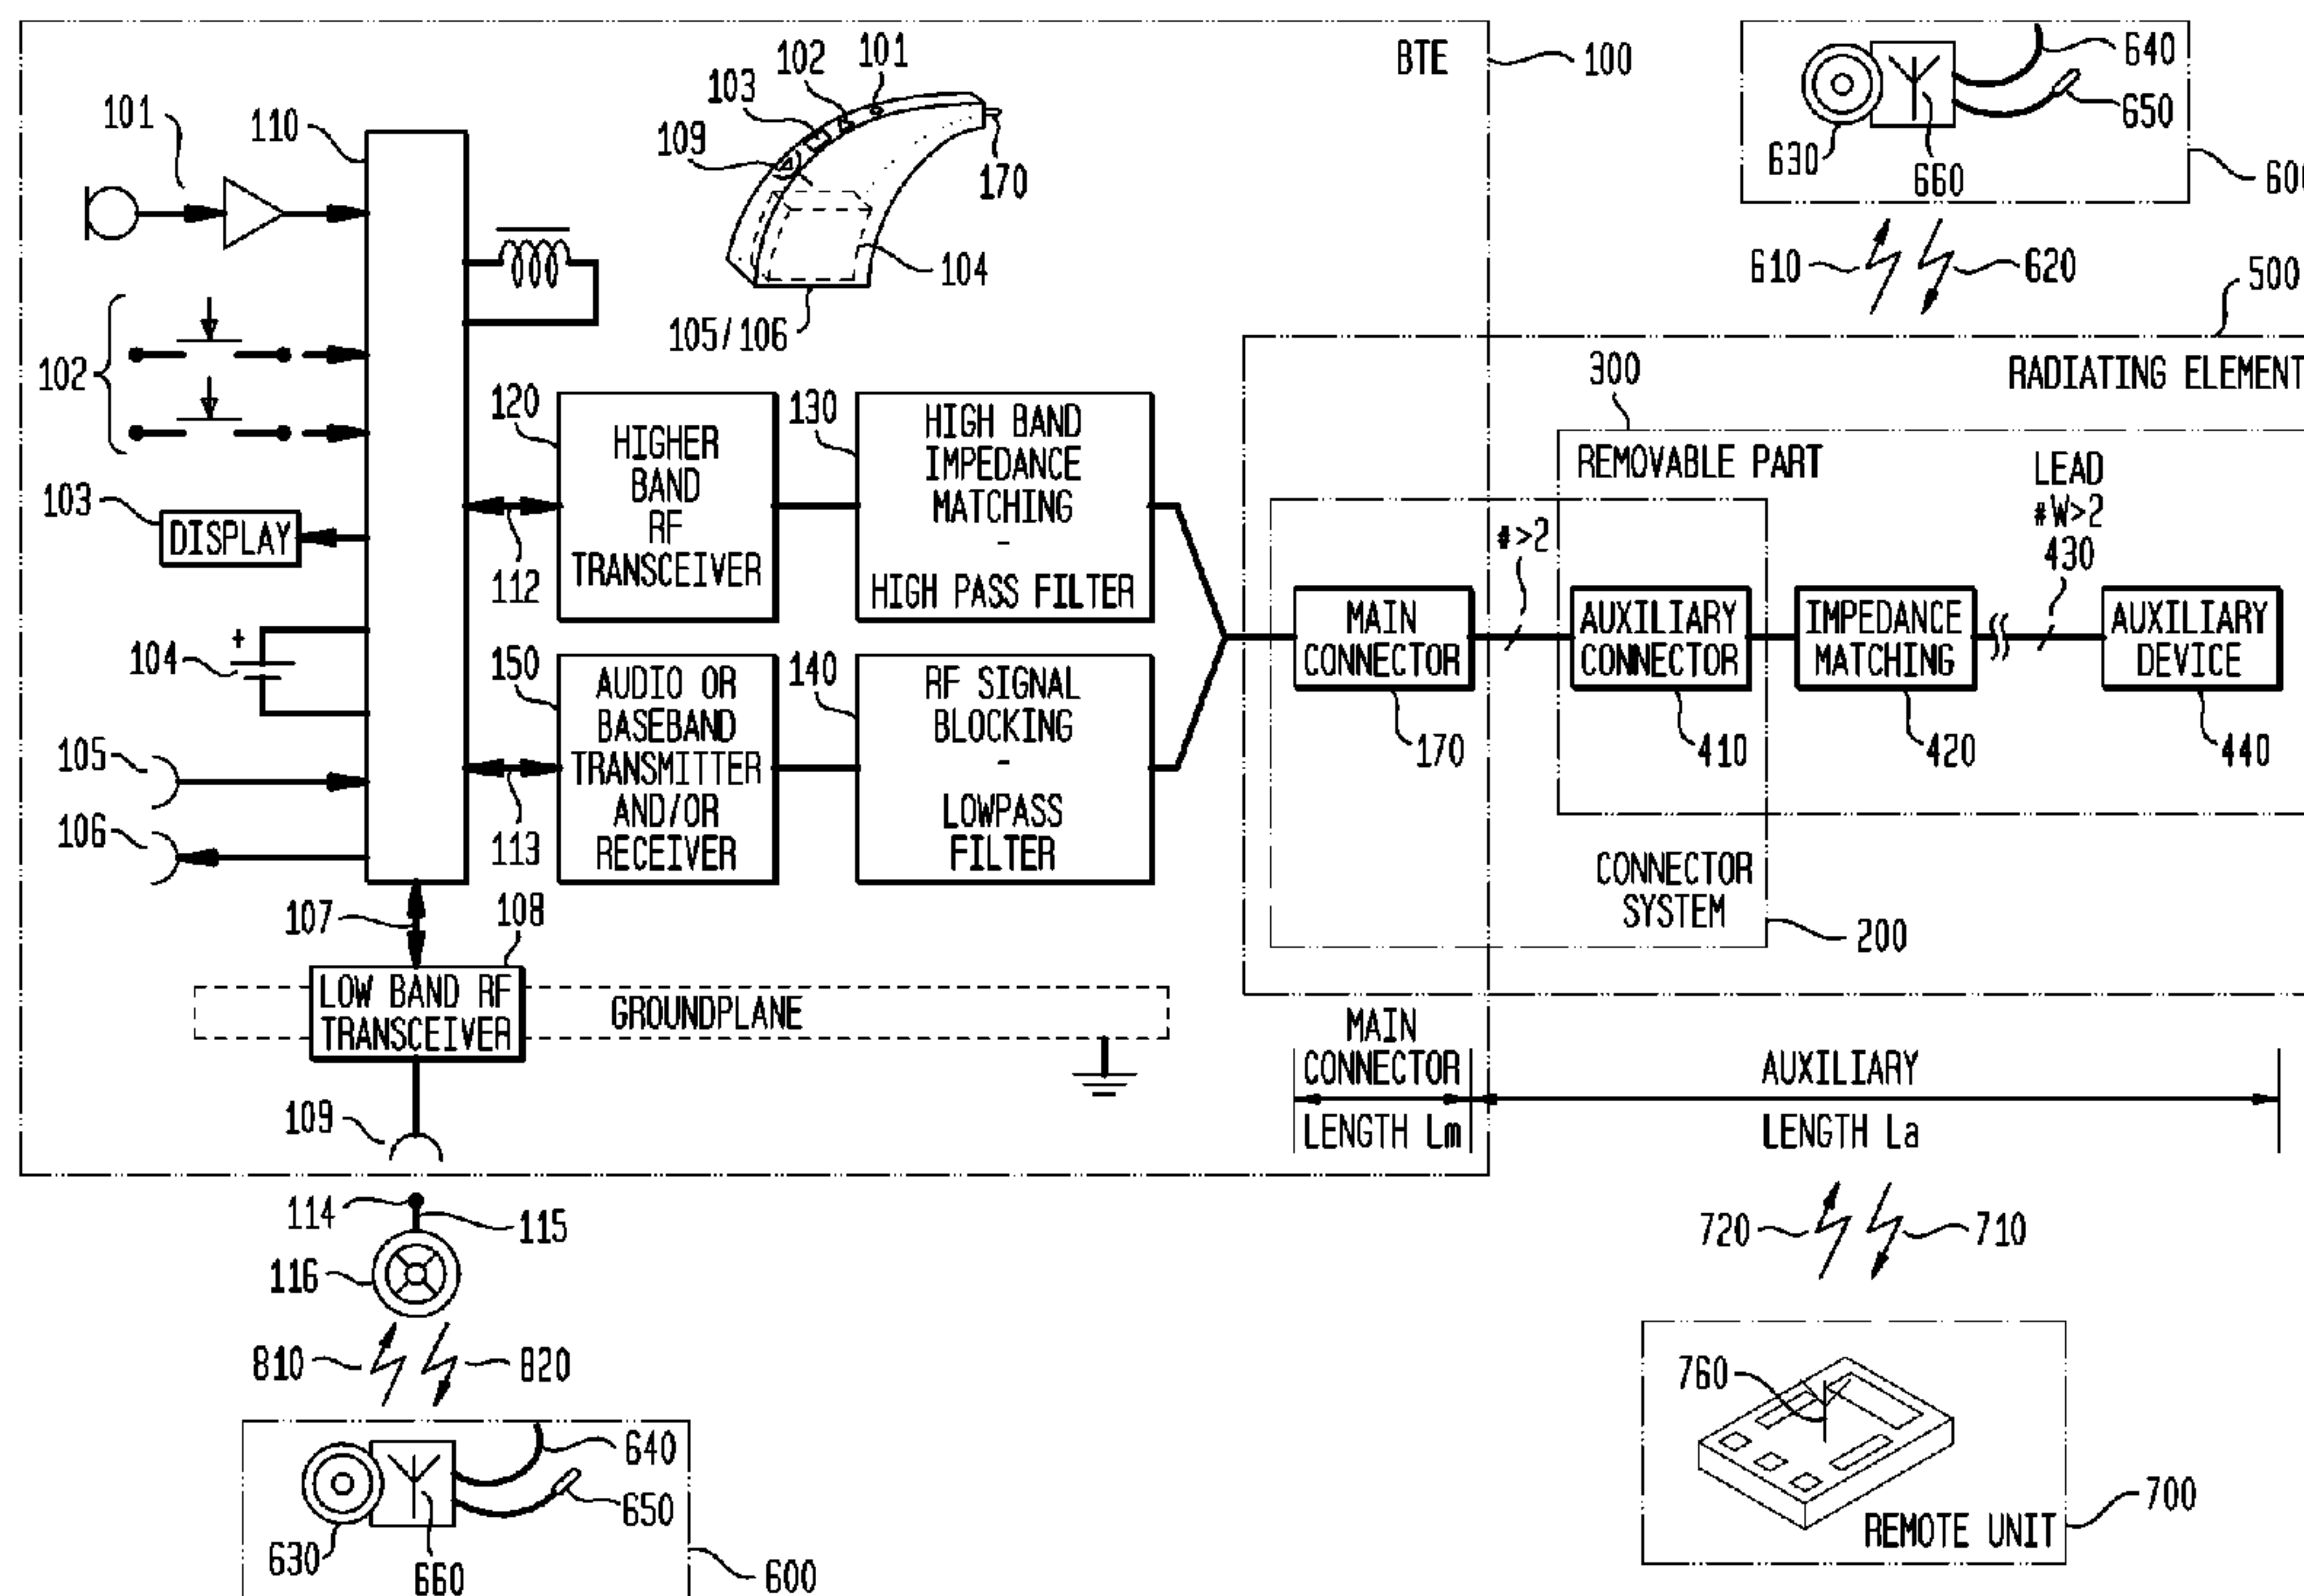 BTE
100
101
102
103
109
170
104
105/106
101
110
102
103
DISPLAY
104
105
106
107
108
LOW BAND RF
TRANSCEIVER
GROUNDPLANE
109
112
113
120
HIGHER
BAND
RF
TRANSCEIVER
130
HIGH BAND
IMPEDANCE
MATCHING
-
HIGH PASS FILTER
150
AUDIO OR
BASEBAND
TRANSMITTER
AND/OR
RECEIVER
140
RF SIGNAL
BLOCKING
-
LOWPASS
FILTER
640
650
630
660
610
620
500
RADIATING ELEMENT
300
REMOVABLE PART
LEAD
#W>2
430
#>2
MAIN
CONNECTOR
170
AUXILIARY
CONNECTOR
410
IMPEDANCE
MATCHING
420
AUXILIARY
DEVICE
440
CONNECTOR
SYSTEM
200
MAIN
CONNECTOR
LENGTH Lm
AUXILIARY
LENGTH La
114
115
116
810
820
640
650
630
660
600
720
710
760
REMOTE UNIT
700